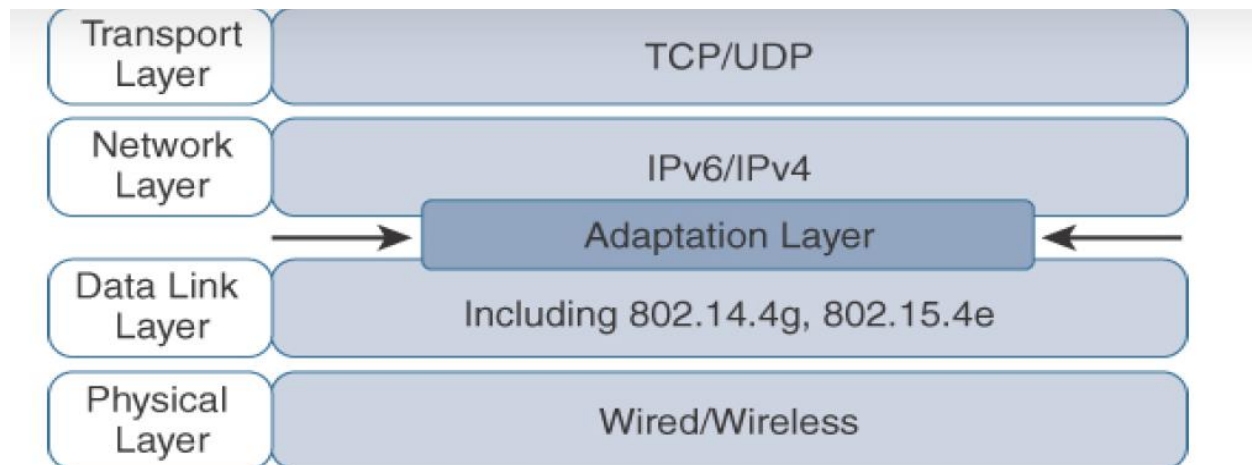 Transport
Layer
TCP/UDP
Network
Layer
IPv6/IPv4
Adaptation Layer
Data Link
Layer
Including 802.14.4g, 802.15.4e
Physical
Layer
Wired/Wireless